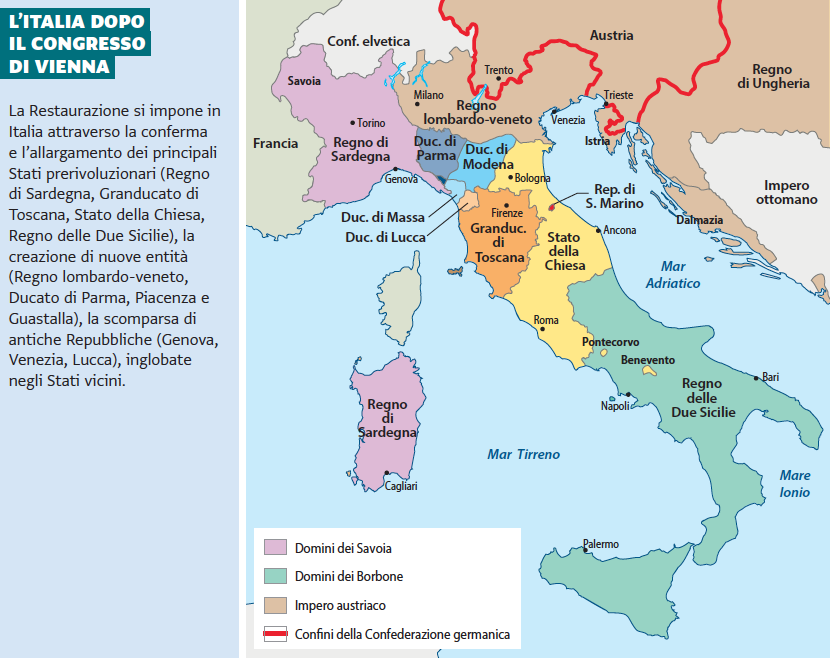 L'ITALIA DOPO
IL CONGRESSO
DI VIENNA
La Restaurazione si impone in
Italia attraverso la conferma
e l'allargamento dei principali
Stati prerivoluzionari (Regno
di Sardegna, Granducato di
Toscana, Stato della Chiesa,
Regno delle Due Sicilie), la
creazione di nuove entità
(Regno lombardo-veneto,
Ducato di Parma, Piacenza e
Guastalla), la scomparsa di
antiche Repubbliche (Genova,
Venezia, Lucca), inglobate
negli Stati vicini.
Conf. elvetica
Austria
Savoia
Trento
Regno
di Ungheria
Milano
Trieste
Regno
lombardo-veneto
Venezia
Torino
Istria
Francia
Regno di
Sardegna
Duc. di
Parma
Duc. di
Modena
Genova
Bologna
Impero
ottomano
Rep. di
S. Marino
Duc. di Massa
Duc. di Lucca
Firenze
Granduc.
di
Toscana
Stato
della
Chiesa
Ancona
Dalmazia
Mar
Adriatico
Roma
Pontecorvo
Benevento
Bari
Napoli
Regno
delle
Due Sicilie
Regno
di
Sardegna
Mar Tirreno
Mare
Ionio
Cagliari
Palermo
Domini dei Savoia
Domini dei Borbone
Impero austriaco
Confini della Confederazione germanica